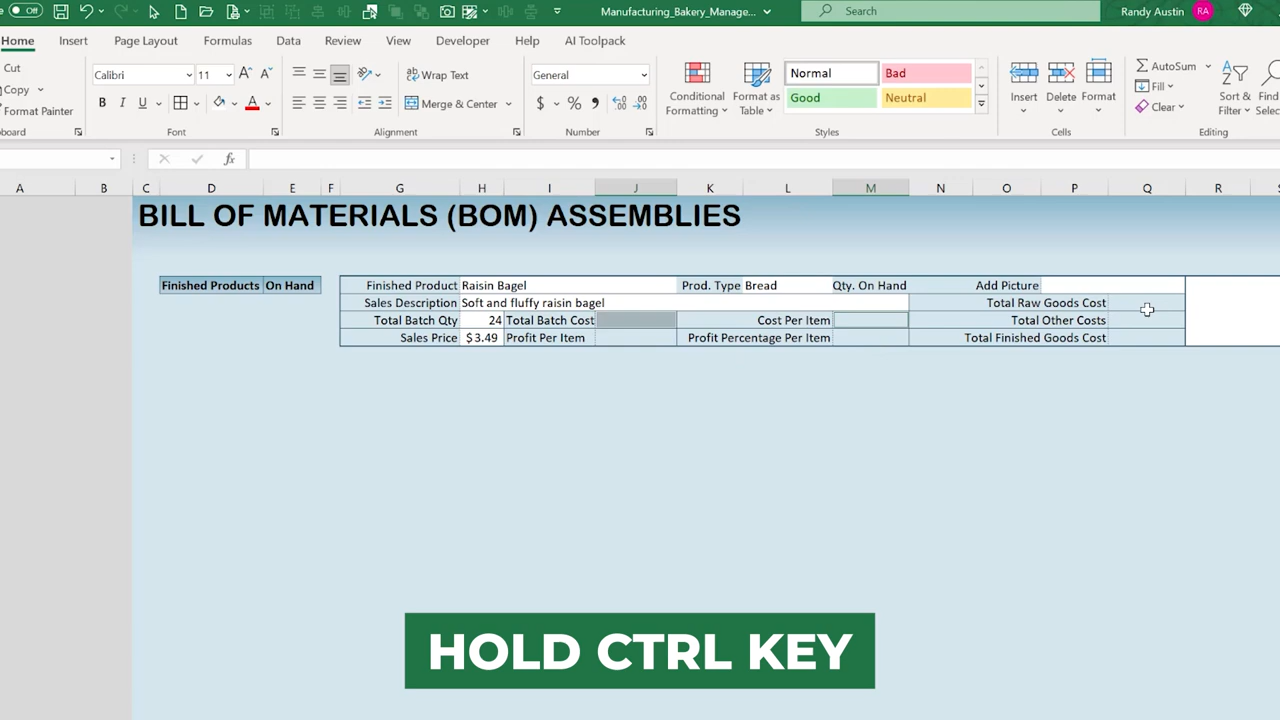 Off
Manufacturing_Bakery_Manage...
Search
Randy Austin
RA
Home Insert Page Layout Formulas Data Review View Developer Help AI Toolpack
Cut
Copy
Format Painter
Calibri 11
B I U
Wrap Text
Merge & Center
General
$ % ,
Conditional Formatting
Format as Table
Normal Bad
Good Neutral
Insert Delete Format
AutoSum
Fill
Clear
Sort & Filter
Find
Font Alignment Number Styles Cells Editing
fx
A B C D E F G H I J K L M N O P Q R
BILL OF MATERIALS (BOM) ASSEMBLIES
Finished Products On Hand Finished Product Raisin Bagel Prod. Type Bread Qty. On Hand Add Picture
Sales Description Soft and fluffy raisin bagel Total Raw Goods Cost
Total Batch Qty 24 Total Batch Cost Cost Per Item Total Other Costs
Sales Price $ 3.49 Profit Per Item Profit Percentage Per Item Total Finished Goods Cost
HOLD CTRL KEY